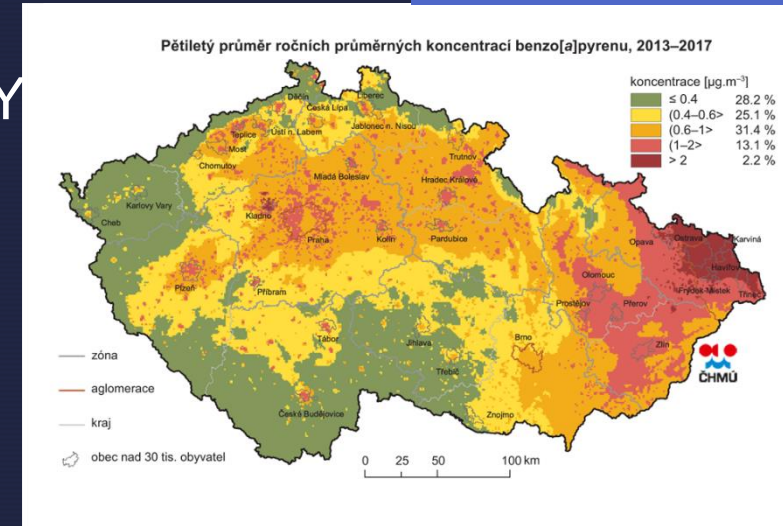 Y
Pětiletý průměr ročních průměrných koncentrací benzo[a]pyrenu, 2013–2017
koncentrace [µg.m⁻³]
≤ 0.4 28.2 %
(0.4–0.6> 25.1 %
(0.6–1> 31.4 %
(1–2> 13.1 %
> 2 2.2 %
Děčín
Liberec
Česká Lípa
Teplice
Ústí n. Labem
Jablonec n. Nisou
Most
Chomutov
Trutnov
Mladá Boleslav
Hradec Králové
Karlovy Vary
Cheb
Kladno
Praha
Kolín
Pardubice
Opava
Ostrava
Karviná
Havířov
Olomouc
Frýdek-Místek
Třinec
Plzeň
Příbram
Prostějov
Přerov
Tábor
Jihlava
Brno
Zlín
Třebíč
ČHMÚ
České Budějovice
Znojmo
zóna
aglomerace
kraj
obec nad 30 tis. obyvatel
0 25 50 100 km